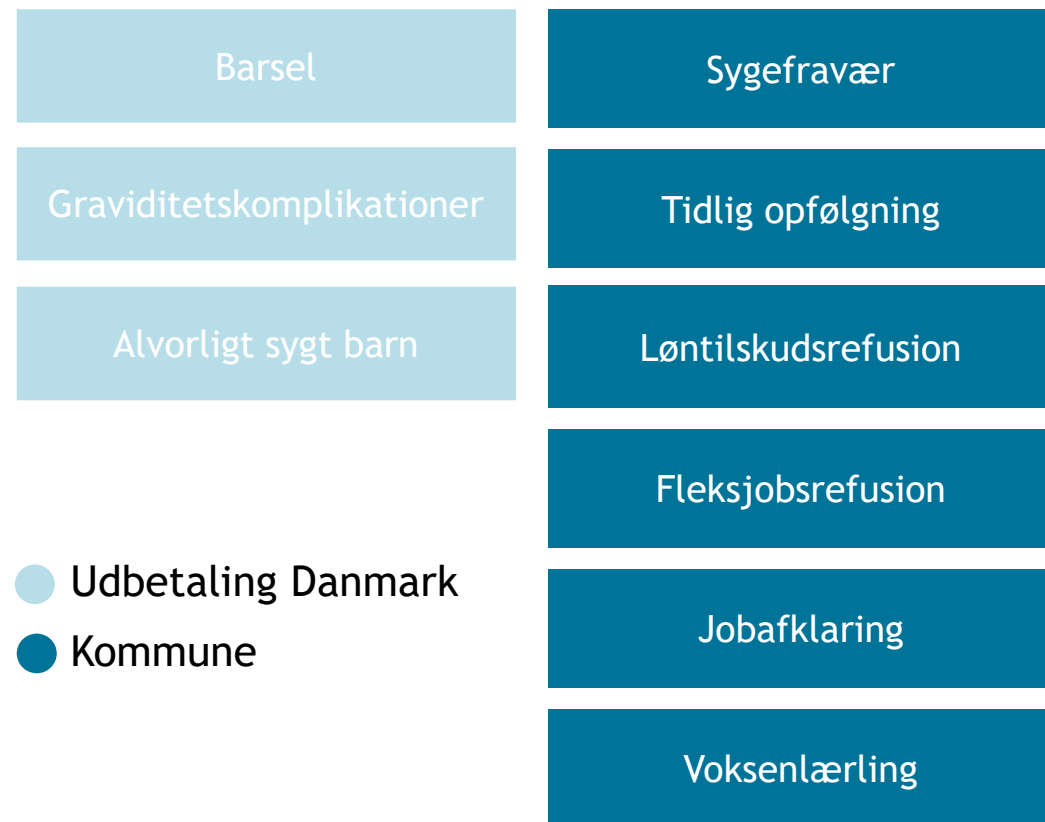 Barsel
Graviditetskomplikationer
Alvorligt sygt barn
Udbetaling Danmark
Kommune
Sygefravær
Tidlig opfølgning
Løntilskudsrefusion
Fleksjobsrefusion
Jobafklaring
Voksenlærling